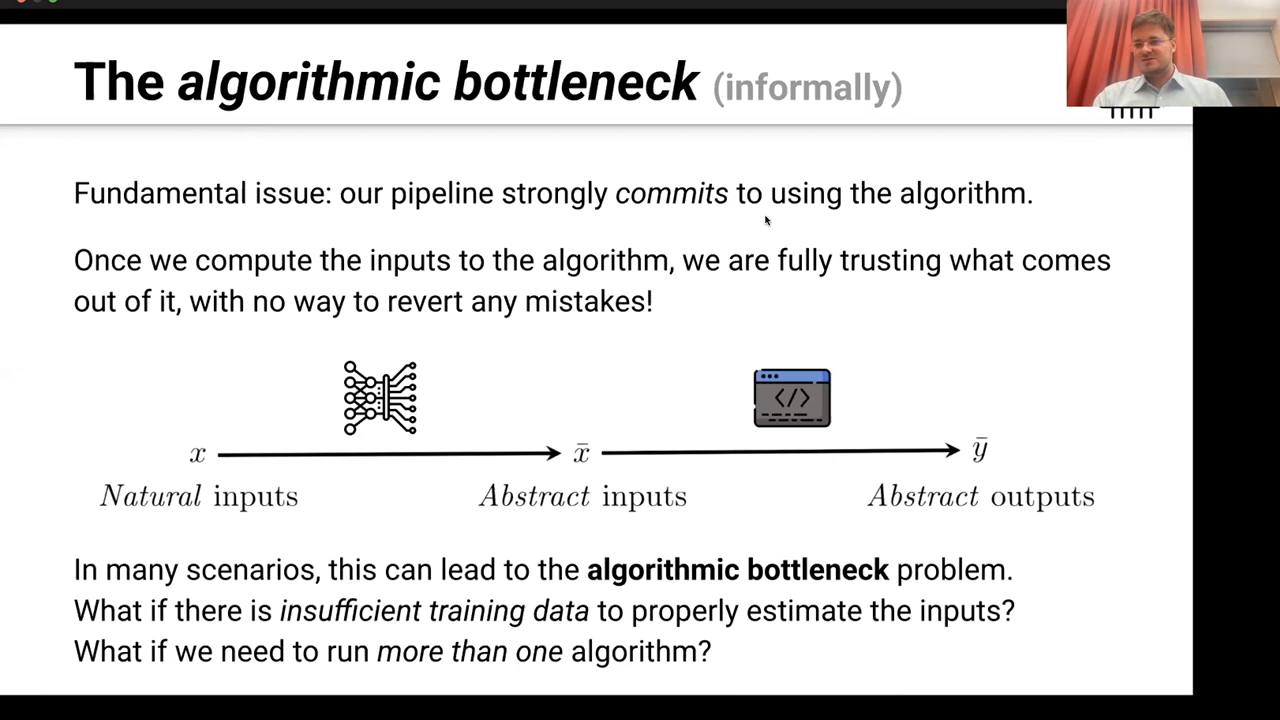 The algorithmic bottleneck (informally)
Fundamental issue: our pipeline strongly commits to using the algorithm.
Once we compute the inputs to the algorithm, we are fully trusting what comes
out of it, with no way to revert any mistakes!
</>
x
x̄
ȳ
Natural inputs
Abstract inputs
Abstract outputs
In many scenarios, this can lead to the algorithmic bottleneck problem.
What if there is insufficient training data to properly estimate the inputs?
What if we need to run more than one algorithm?